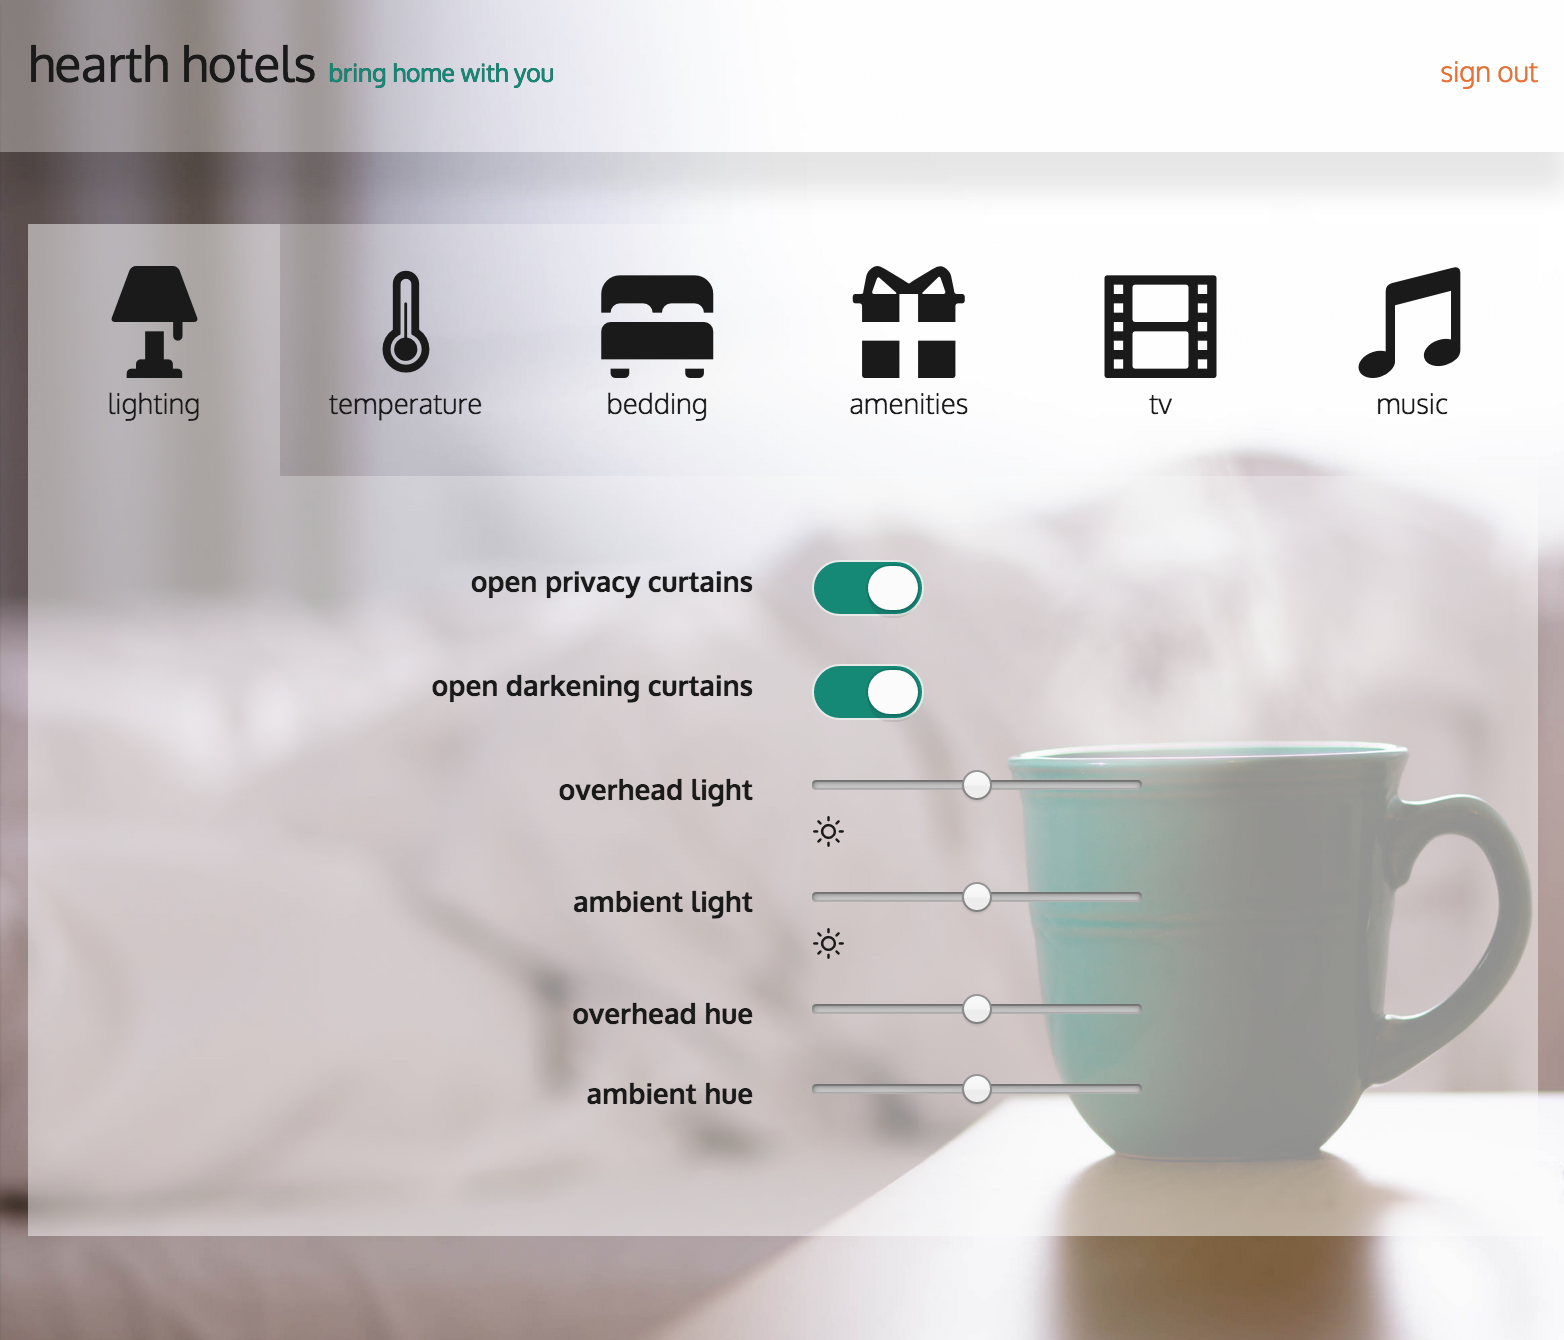 hearth hotels bring home with you
sign out
lighting
temperature
bedding
amenities
tv
music
open privacy curtains
open darkening curtains
overhead light
ambient light
overhead hue
ambient hue